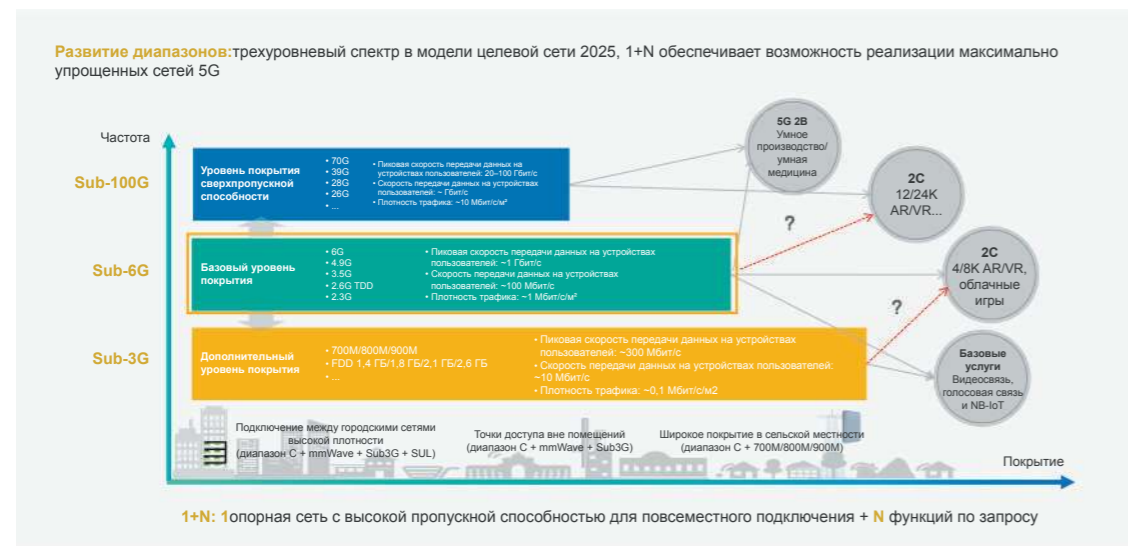 Развитие диапазонов:трехуровневый спектр в модели целевой сети 2025, 1+N обеспечивает возможность реализации максимально
упрощенных сетей 5G
Частота
Sub-100G
Уровень покрытия
сверхпропускной
способности
• 70G
• 39G
• 28G
• 26G
• ...
• Пиковая скорость передачи данных на
устройствах пользователей: 20–100 Гбит/с
• Скорость передачи данных на устройствах
пользователей: ~ Гбит/с
• Плотность трафика: ~10 Мбит/с/м²
5G 2B
Умное
производство/
умная
медицина
2C
12/24K
AR/VR...
?
Sub-6G
Базовый уровень
покрытия
• 6G
• 4.9G
• 3.5G
• 2.6G TDD
• 2.3G
• Пиковая скорость передачи данных на устройствах
пользователей: ~1 Гбит/с
• Скорость передачи данных на устройствах
пользователей: ~100 Мбит/с
• Плотность трафика: ~1 Мбит/с/м²
2C
4/8K AR/VR,
облачные
игры
?
Sub-3G
Дополнительный
уровень покрытия
• 700M/800M/900M
• FDD 1,4 ГБ/1,8 ГБ/2,1 ГБ/2,6 ГБ
• ...
• Пиковая скорость передачи данных на устройствах
пользователей: ~300 Мбит/с
• Скорость передачи данных на устройствах пользователей:
~10 Мбит/с
• Плотность трафика: ~0,1 Мбит/с/м2
Базовые
услуги
Видеосвязь,
голосовая связь
и NB-IoT
Подключение между городскими сетями
высокой плотности
(диапазон C + mmWave + Sub3G + SUL)
Точки доступа вне помещений
(диапазон C + mmWave + Sub3G)
Широкое покрытие в сельской местности
(диапазон C + 700M/800M/900M)
Покрытие
1+N: 1опорная сеть с высокой пропускной способностью для повсеместного подключения + N функций по запросу